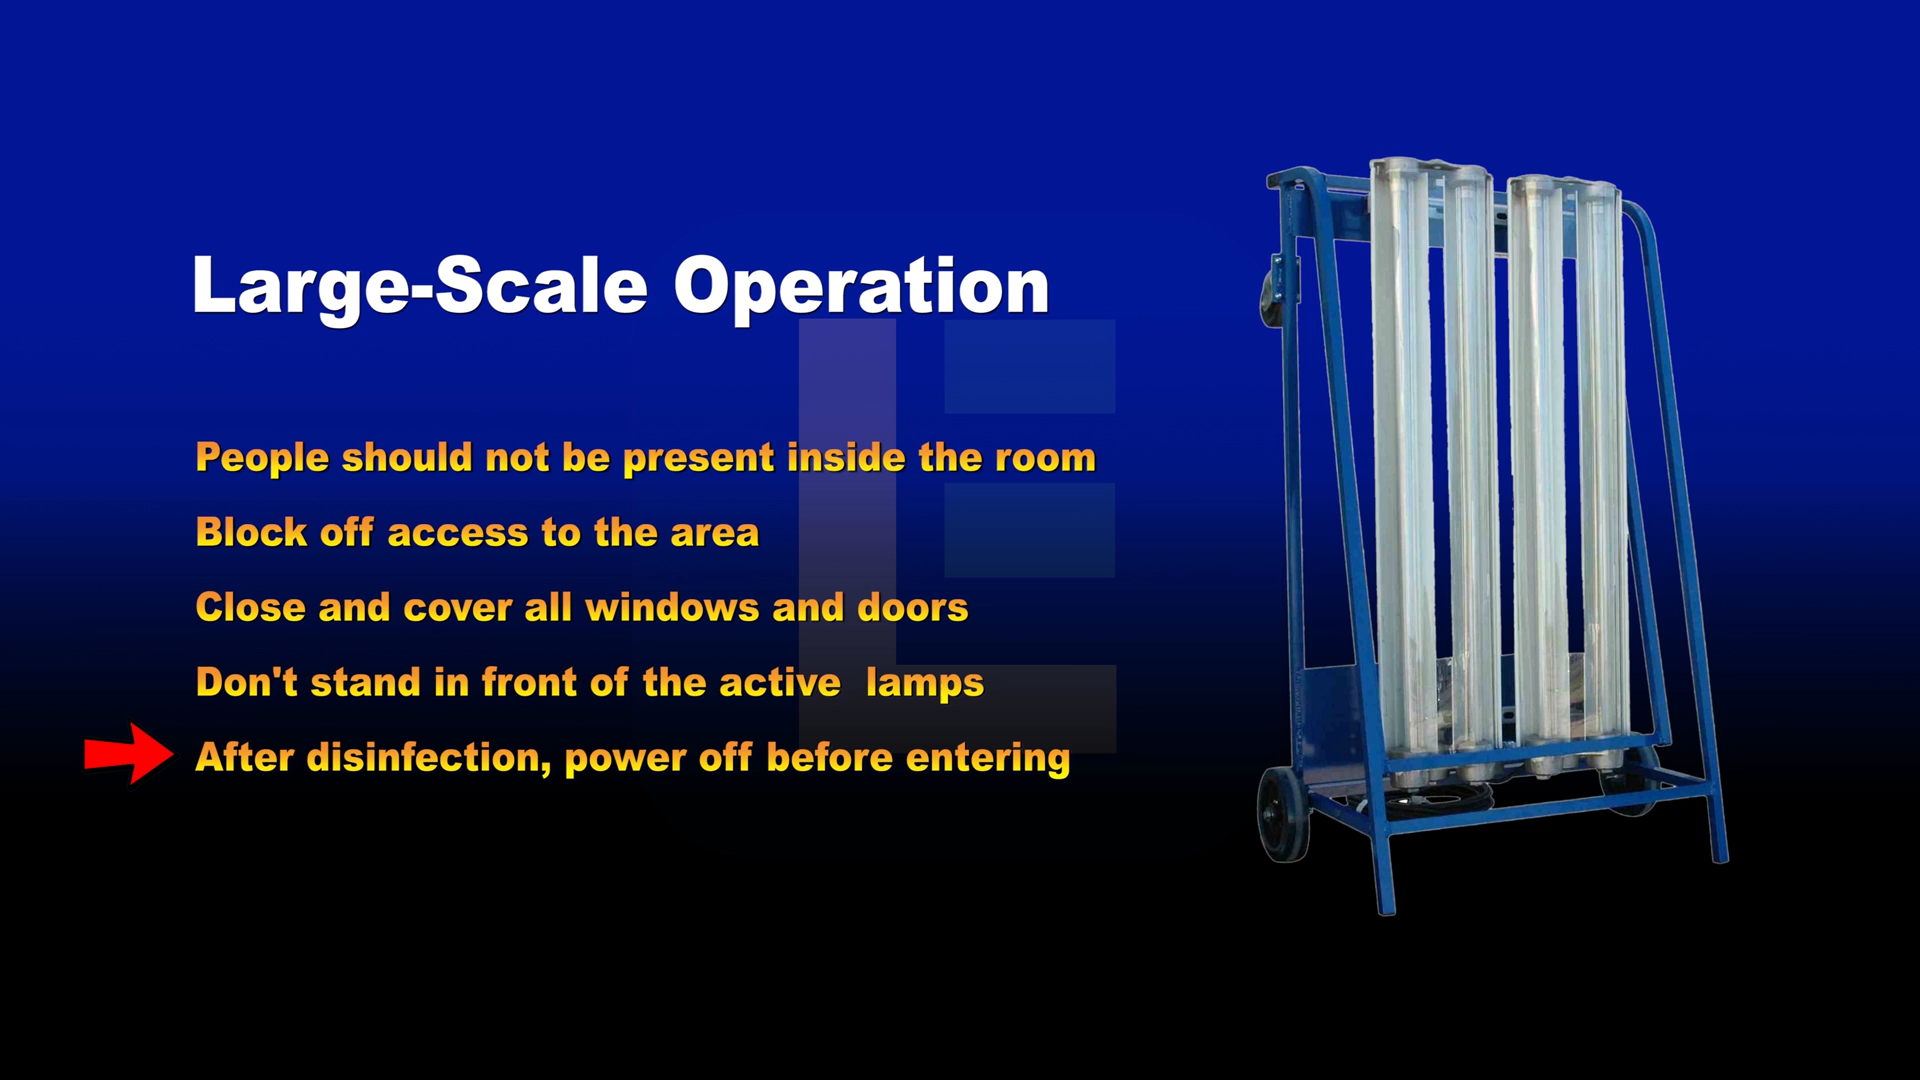 Large-Scale Operation
People should not be present inside the room
Block off access to the area
Close and cover all windows and doors
Don't stand in front of the active  lamps
After disinfection, power off before entering